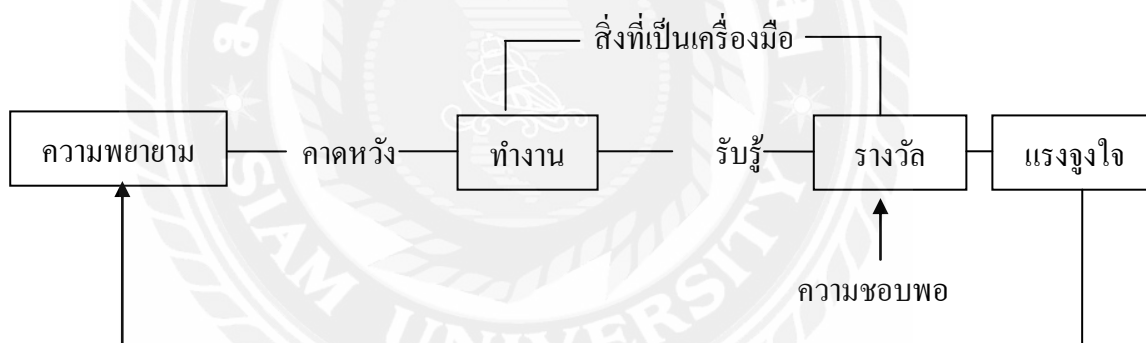 สิ่งที่เป็นเครื่องมือ
ความพยายาม คาดหวัง ทำงาน รับรู้ รางวัล แรงจูงใจ
ความชอบพอ
SIAM UNIVERSITY